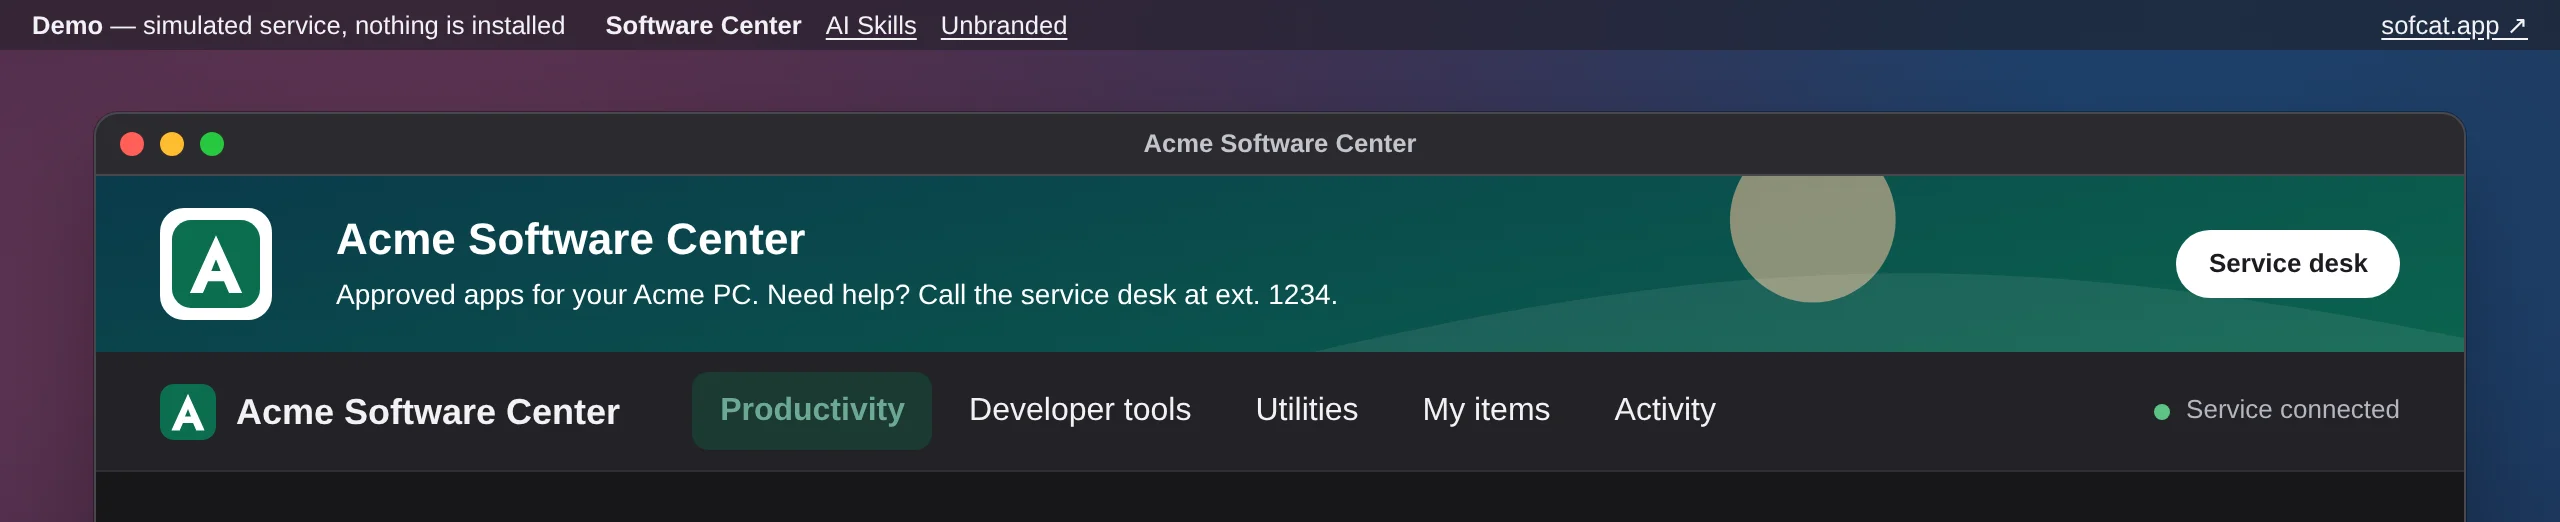 Demo — simulated service, nothing is installed Software Center AI Skills Unbranded sofcat.app ↗
Acme Software Center
Acme Software Center
Approved apps for your Acme PC. Need help? Call the service desk at ext. 1234.
Service desk
Acme Software Center Productivity Developer tools Utilities My items Activity Service connected